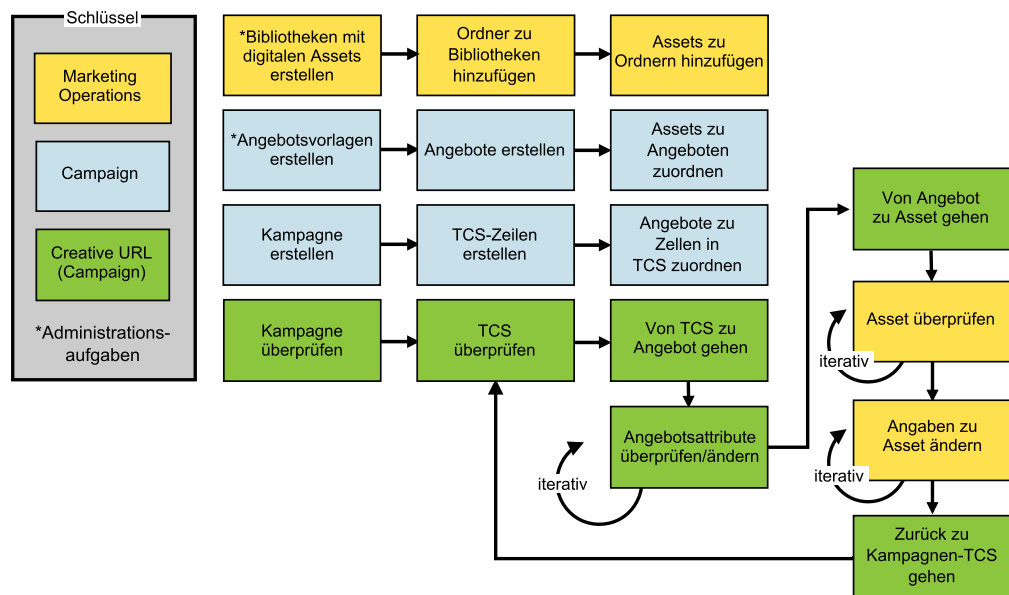 Schlüssel
Marketing
Operations
Campaign
Creative URL
(Campaign)
*Administrations-
aufgaben
*Bibliotheken mit
digitalen Assets
erstellen
Ordner zu
Bibliotheken
hinzufügen
Assets zu
Ordnern hinzufügen
*Angebotsvorlagen
erstellen
Angebote erstellen
Assets zu
Angeboten
zuordnen
Kampagne
erstellen
TCS-Zeilen
erstellen
Angebote zu
Zellen in
TCS zuordnen
Kampagne
überprüfen
TCS
überprüfen
Von TCS zu
Angebot gehen
Angebotsattribute
überprüfen/ändern
iterativ
Von Angebot
zu Asset gehen
Asset überprüfen
iterativ
Angaben zu
Asset ändern
iterativ
Zurück zu
Kampagnen-TCS
gehen